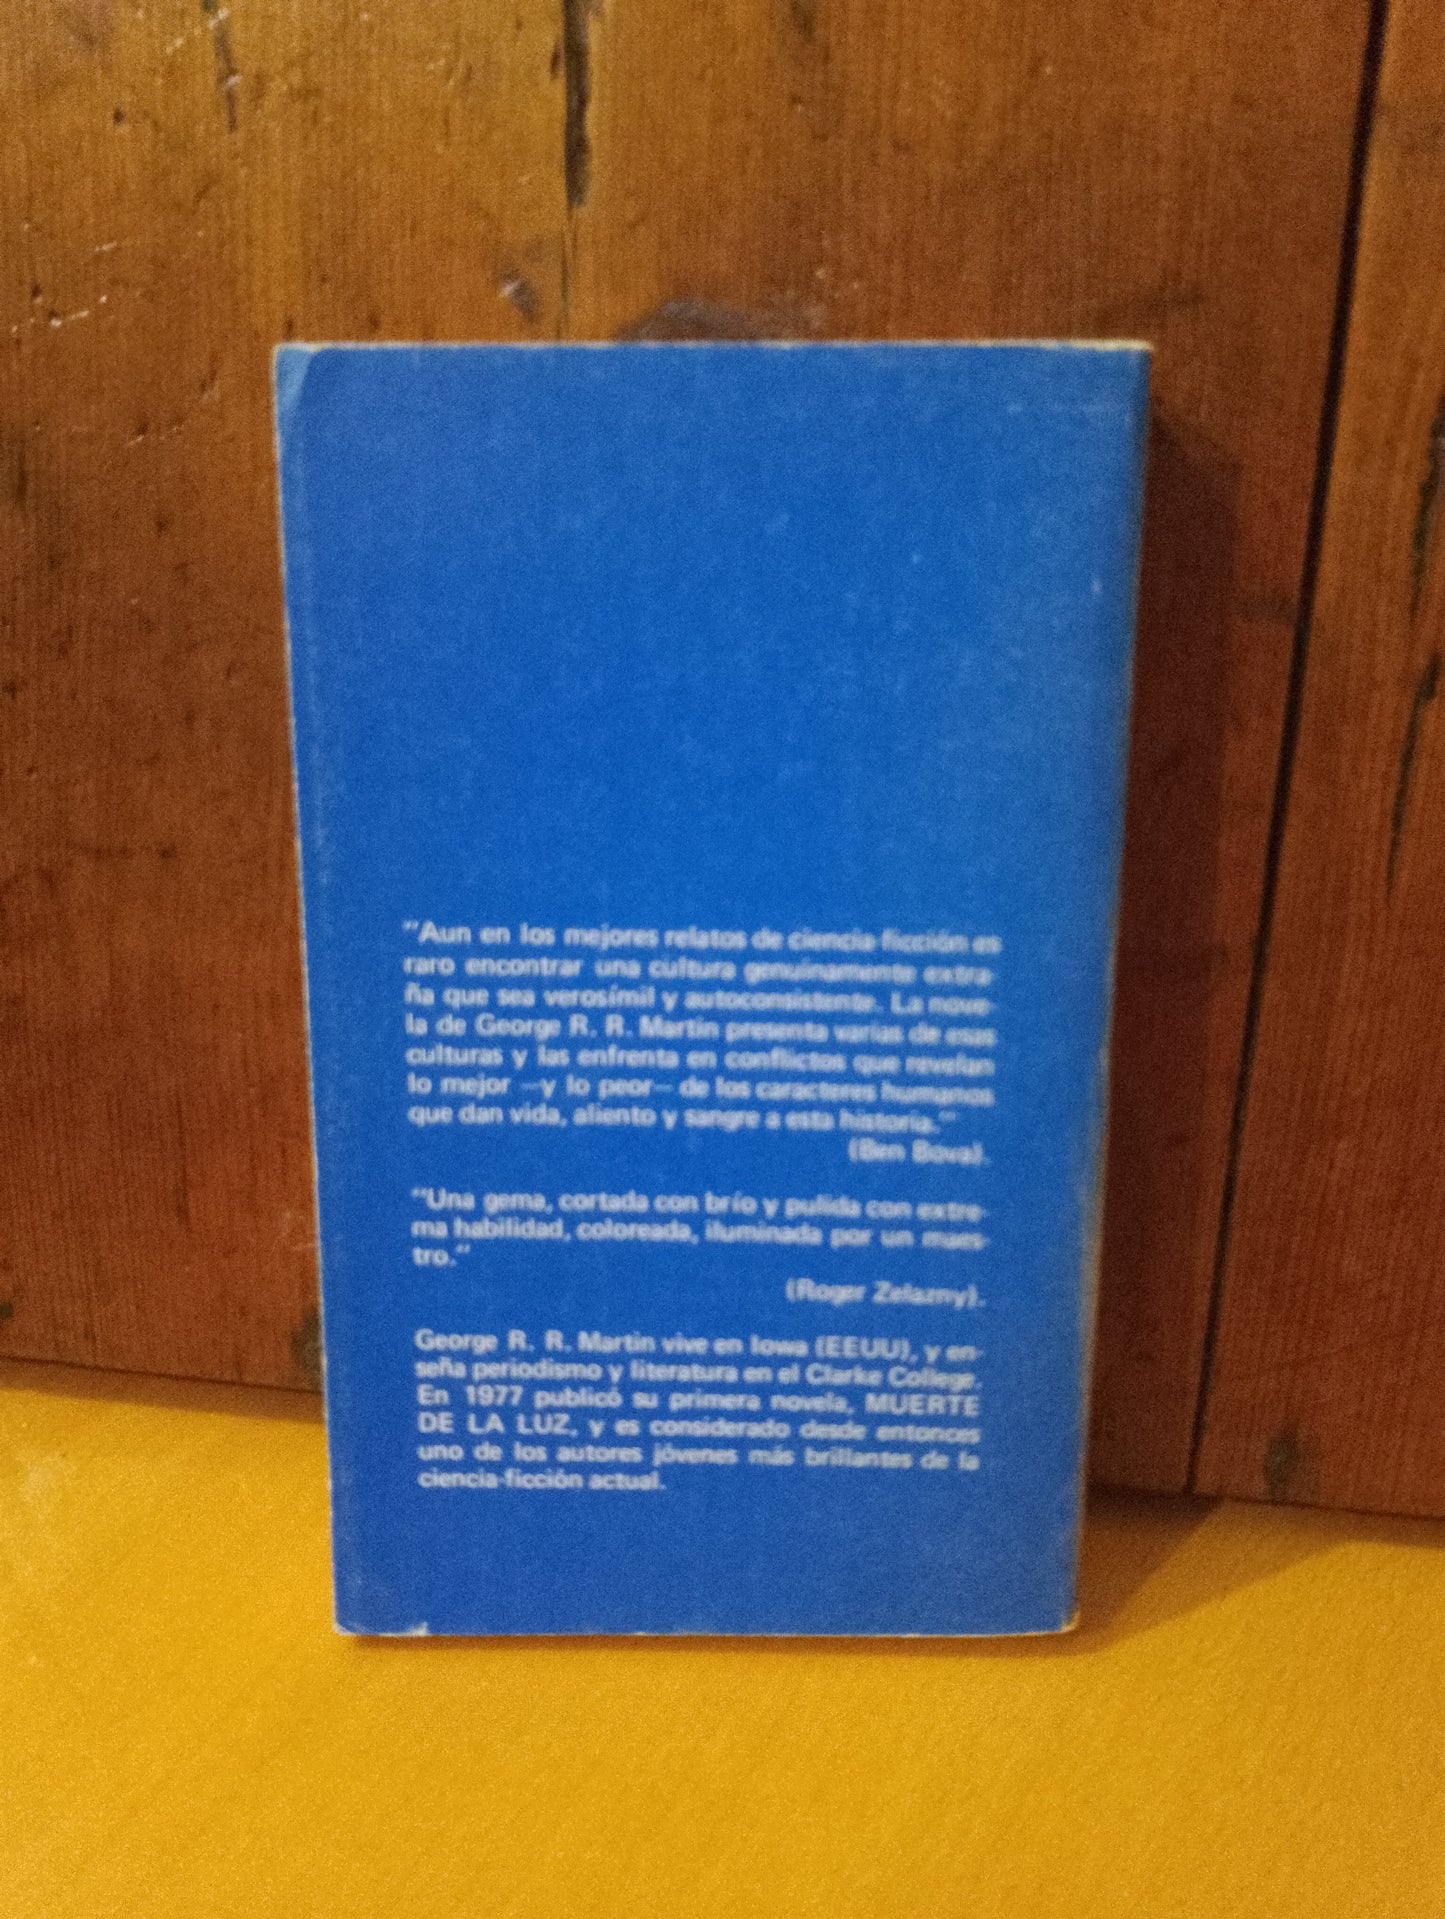 "Aun en los mejores relatos de ciencia-ficción es
raro encontrar una cultura genuinamente extra-
ña que sea verosímil y autoconsistente. La nove-
la de George R. R. Martin presenta varias de esas
culturas y las enfrenta en conflictos que revelan
lo mejor —y lo peor— de los caracteres humanos
que dan vida, aliento y sangre a esta historia."
(Ben Bova).
"Una gema, cortada con brío y pulida con extre-
ma habilidad, coloreada, iluminada por un maes-
tro."
(Roger Zelazny).
George R. R. Martin vive en Iowa (EEUU), y en-
seña periodismo y literatura en el Clarke College.
En 1977 publicó su primera novela, MUERTE
DE LA LUZ, y es considerado desde entonces
uno de los autores jóvenes más brillantes de la
ciencia-ficción actual.